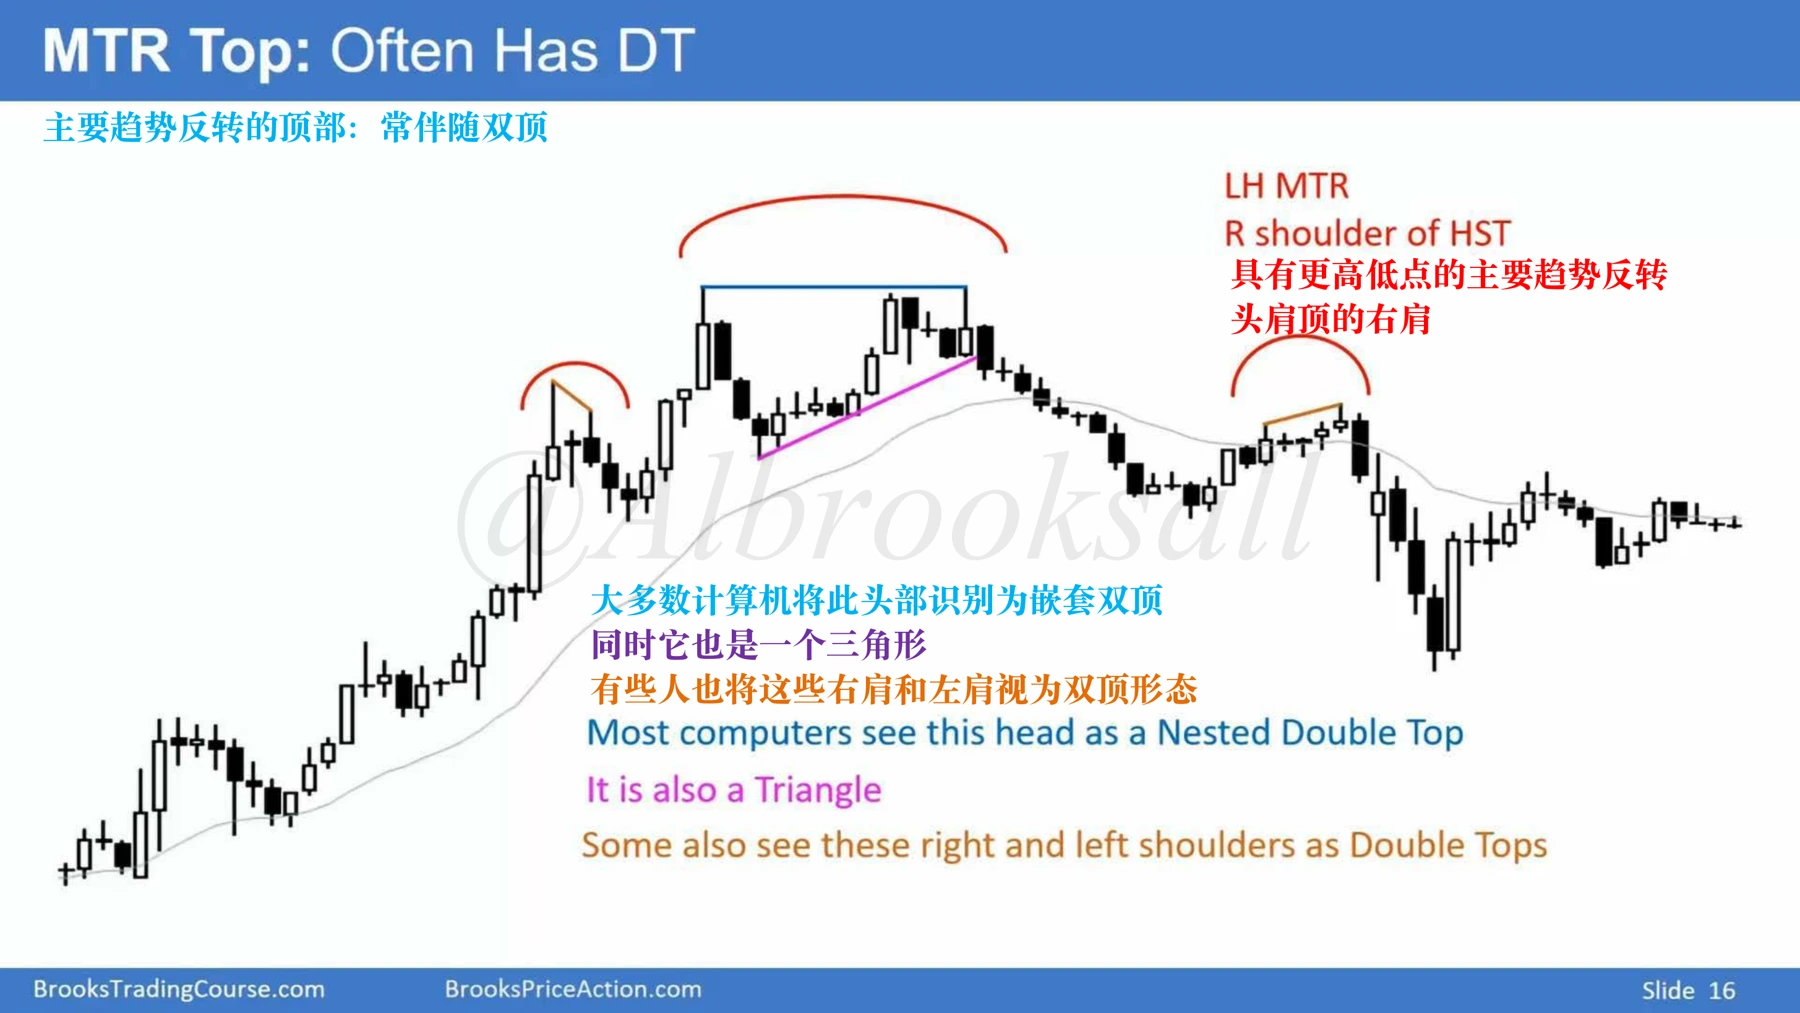 MTR Top: Often Has DT
主要趋势反转的顶部：常伴随双顶
LH MTR
R shoulder of HST
具有更高低点的主要趋势反转
头肩顶的右肩
@Albrooksall
大多数计算机将此头部识别为嵌套双顶
同时它也是一个三角形
有些人也将这些右肩和左肩视为双顶形态
Most computers see this head as a Nested Double Top
It is also a Triangle
Some also see these right and left shoulders as Double Tops
BrooksTradingCourse.com
BrooksPriceAction.com
Slide 16